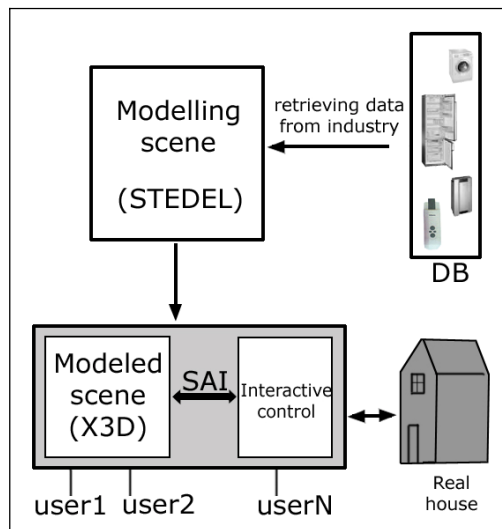 Modelling
scene
(STEDEL)
retrieving data
from industry
DB
Modeled
scene
(X3D)
SAI
Interactive
control
user1
user2
userN
Real
house